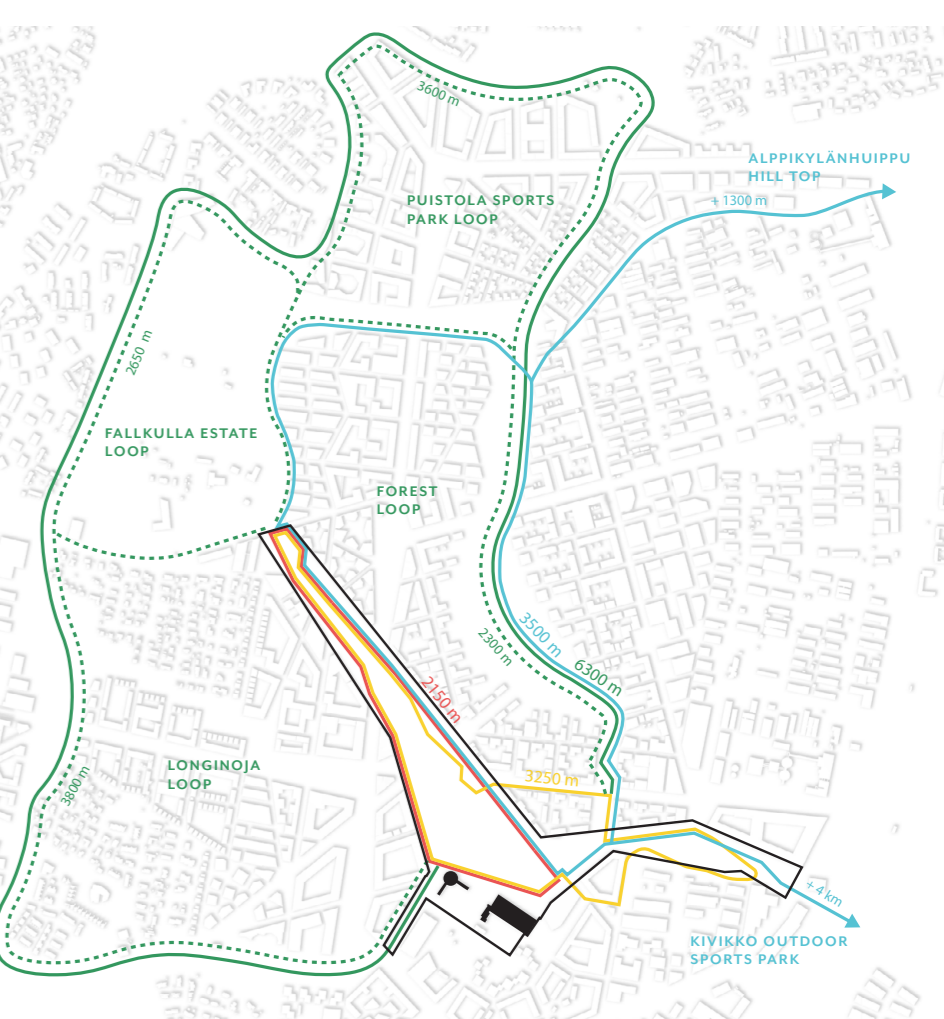 3600 m
ALPPIKYLÄNHUIPPU
HILL TOP
+ 1300 m
PUISTOLA SPORTS
PARK LOOP
2650 m
FALLKULLA ESTATE
LOOP
FOREST
LOOP
3500 m
2300 m
6300 m
2150 m
LONGINOJA
LOOP
3800 m
3250 m
+ 4 km
KIVIKKO OUTDOOR
SPORTS PARK